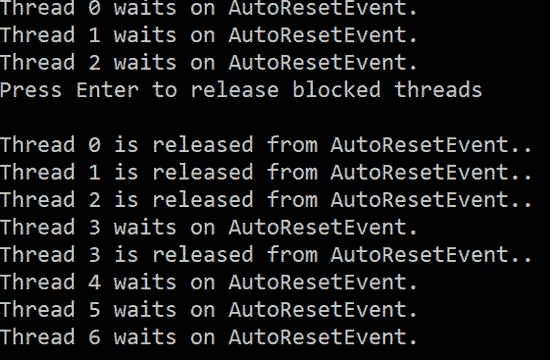 Thread 0 waits on AutoResetEvent.
Thread 1 waits on AutoResetEvent.
Thread 2 waits on AutoResetEvent.
Press Enter to release blocked threads
Thread 0 is released from AutoResetEvent..
Thread 1 is released from AutoResetEvent..
Thread 2 is released from AutoResetEvent..
Thread 3 waits on AutoResetEvent.
Thread 3 is released from AutoResetEvent..
Thread 4 waits on AutoResetEvent.
Thread 5 waits on AutoResetEvent.
Thread 6 waits on AutoResetEvent.